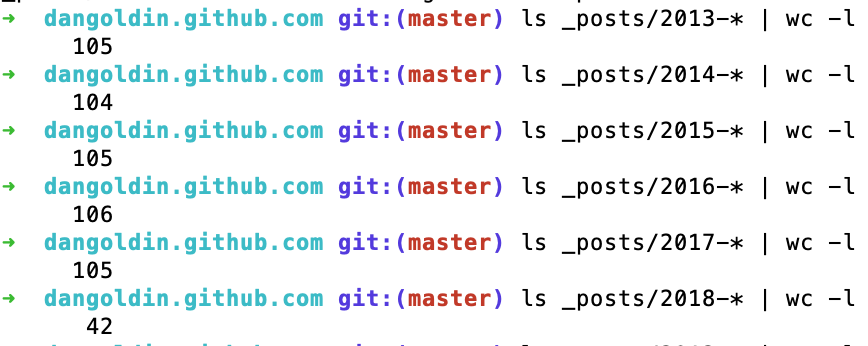 ➜ dangoldin.github.com git:(master) ls _posts/2013-* | wc -l
105
➜ dangoldin.github.com git:(master) ls _posts/2014-* | wc -l
104
➜ dangoldin.github.com git:(master) ls _posts/2015-* | wc -l
105
➜ dangoldin.github.com git:(master) ls _posts/2016-* | wc -l
106
➜ dangoldin.github.com git:(master) ls _posts/2017-* | wc -l
105
➜ dangoldin.github.com git:(master) ls _posts/2018-* | wc -l
42